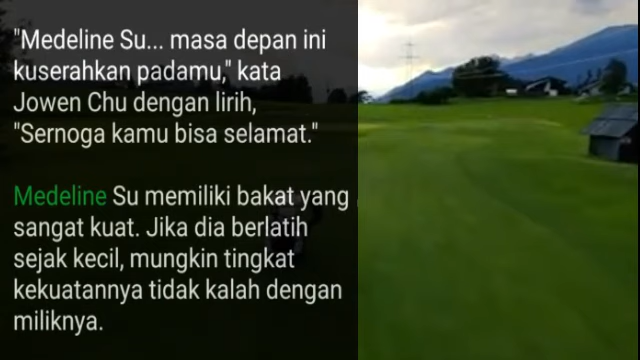 "Medeline Su... masa depan ini
kuserahkan padamu," kata
Jowen Chu dengan lirih,
"Sernoga kamu bisa selamat."
Medeline Su memiliki bakat yang
sangat kuat. Jika dia berlatih
sejak kecil, mungkin tingkat
kekuatannya tidak kalah dengan
miliknya.